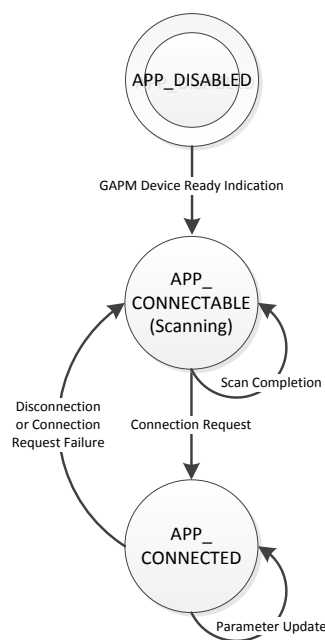 APP_DISABLED
GAPM Device Ready Indication
APP_
CONNECTABLE
(Scanning)
Scan Completion
Disconnection
or Connection
Request Failure
Connection Request
APP_
CONNECTED
Parameter Update